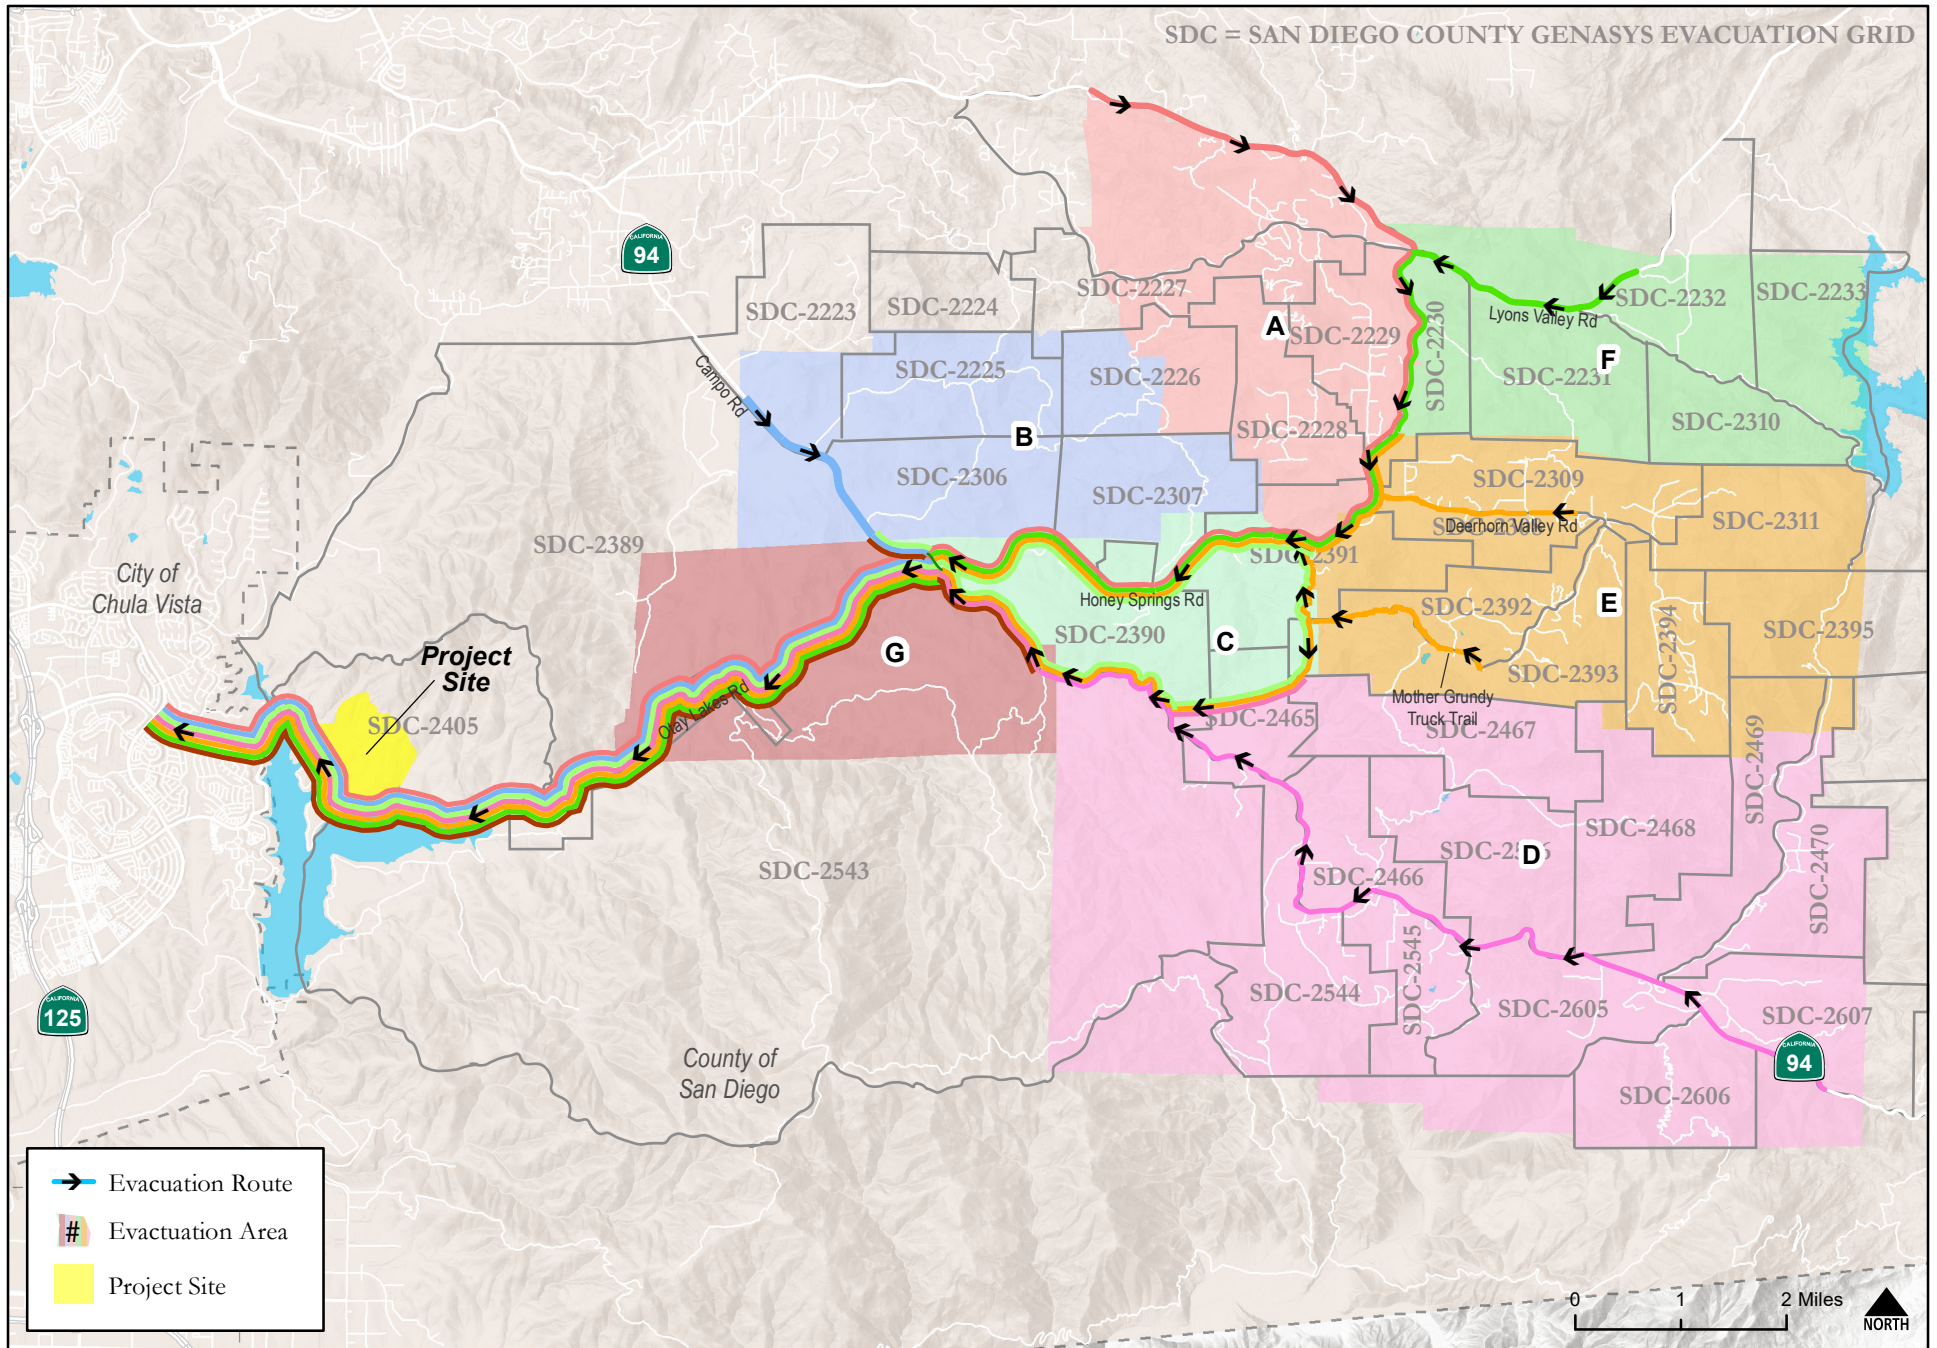 SDC = SAN DIEGO COUNTY GENASYS EVACUATION GRID
CALIFORNIA
94
SDC-2223
SDC-2224
SDC-2227
SDC-2232
SDC-2233
Lyons Valley Rd
A
SDC-2229
SDC-2230
F
SDC-2231
Campo Rd
SDC-2225
SDC-2226
SDC-2228
SDC-2310
B
SDC-2306
SDC-2307
SDC-2309
Deerhorn Valley Rd
SDC-2311
SDC-2389
SDC-2391
City of
Chula Vista
Honey Springs Rd
SDC-2392
E
SDC-2394
SDC-2395
SDC-2390
C
G
Project
Site
SDC-2393
Mother Grundy
Truck Trail
SDC-2405
Otay Lakes Rd
SDC-2465
SDC-2467
SDC-2469
SDC-2468
D
SDC-2470
SDC-2543
SDC-2466
SDC-2545
SDC-2544
SDC-2605
SDC-2607
CALIFORNIA
125
CALIFORNIA
94
County of
San Diego
SDC-2606
Evacuation Route
# Evactuation Area
Project Site
0 1 2 Miles
NORTH